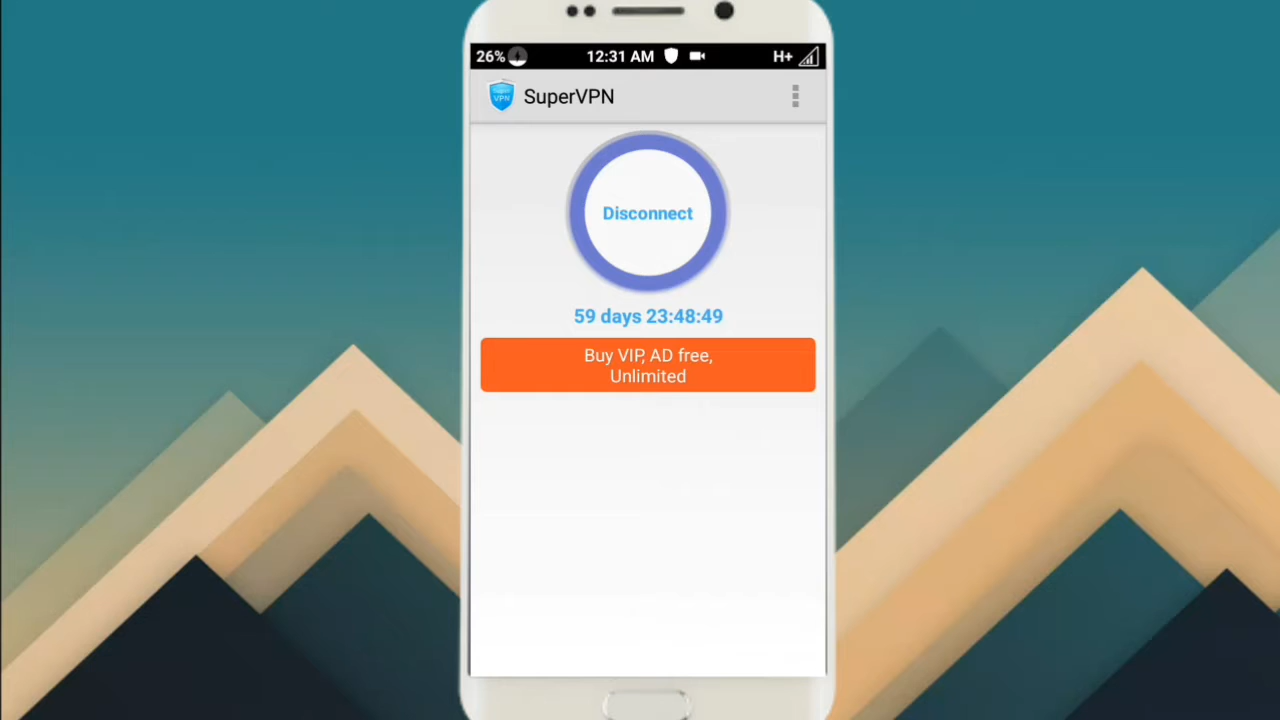 26% 12:31 AM H+
SuperVPN
Disconnect
59 days 23:48:49
Buy VIP, AD free,
Unlimited